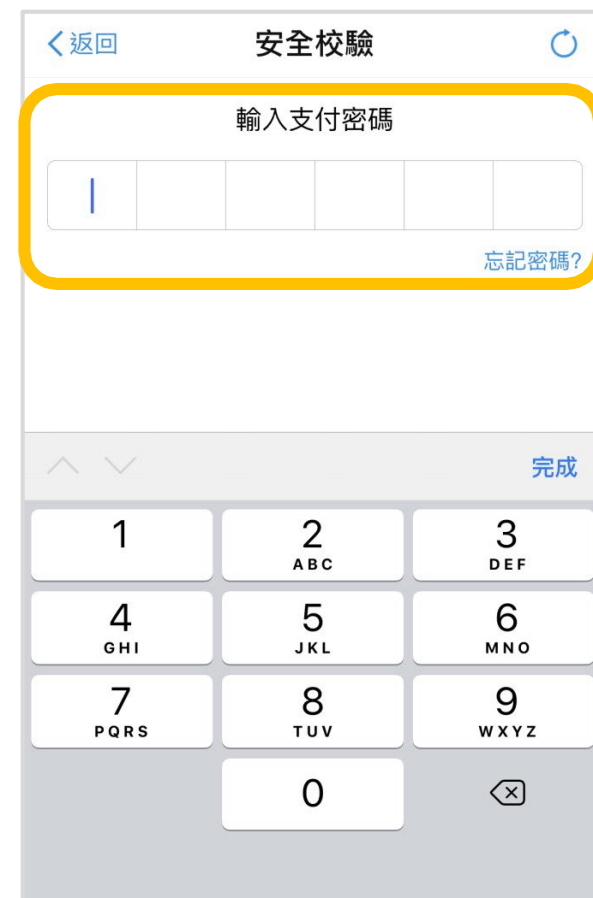 返回 安全校驗
輸入支付密碼
忘記密碼?
完成
1 2 3
ABC DEF
4 5 6
GHI JKL MNO
7 8 9
PQRS TUV WXYZ
0